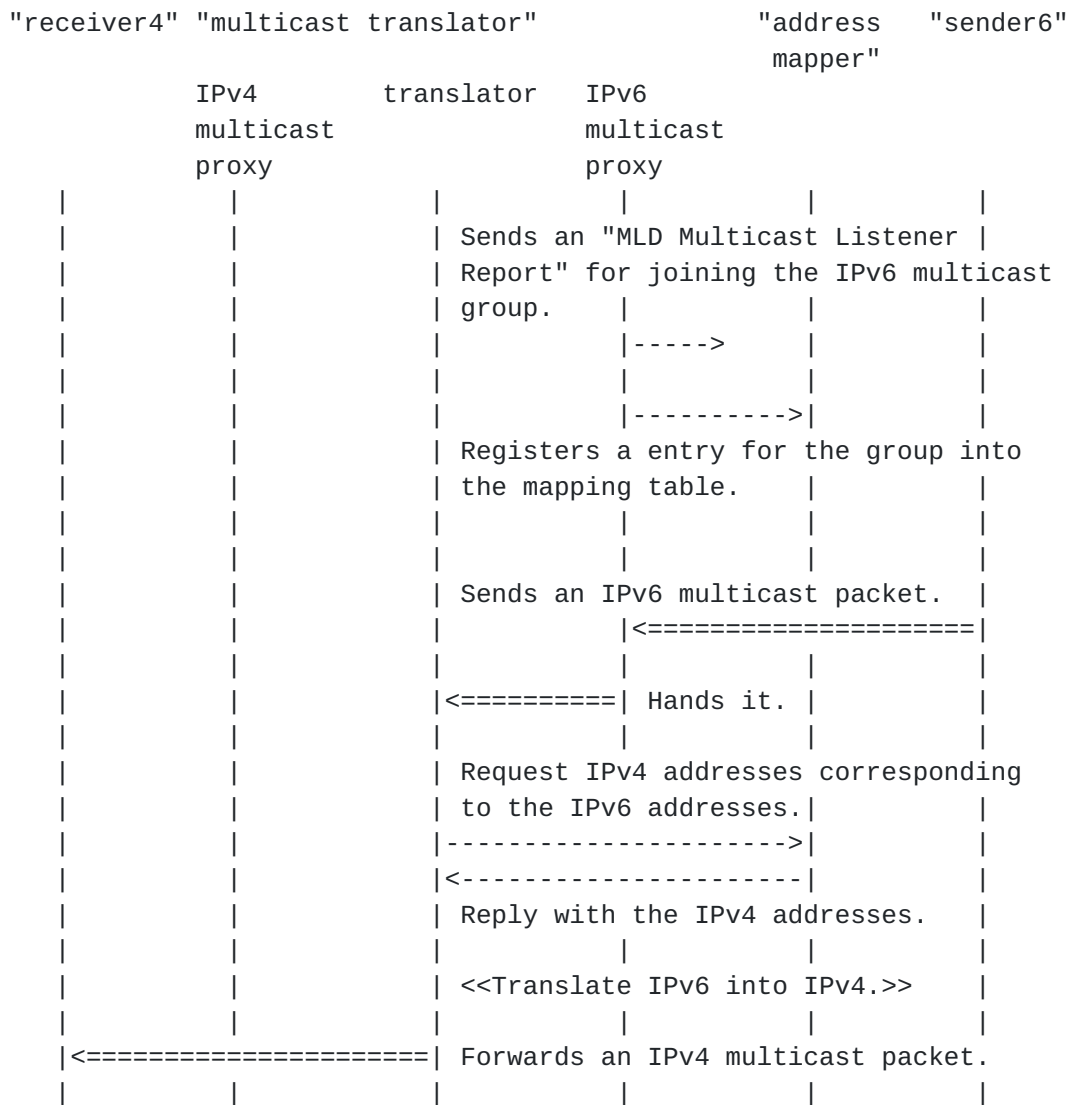 "receiver4" "multicast translator" "address "sender6"
mapper"
IPv4 translator IPv6
multicast multicast
proxy proxy
| | | | | |
| | | Sends an "MLD Multicast Listener |
| | | Report" for joining the IPv6 multicast
| | | group. | | |
| | | |-----> | |
| | | | | |
| | | |---------->| |
| | | Registers a entry for the group into
| | | the mapping table. | |
| | | | | |
| | | | | |
| | | Sends an IPv6 multicast packet. |
| | | |<=====================|
| | | | | |
| | |<==========| Hands it. | |
| | | | | |
| | | Request IPv4 addresses corresponding
| | | to the IPv6 addresses.| |
| | |---------------------->| |
| | |<----------------------| |
| | | Reply with the IPv4 addresses. |
| | | | | |
| | | <<Translate IPv6 into IPv4.>> |
| | | | | |
|<======================| Forwards an IPv4 multicast packet.
| | | | | |